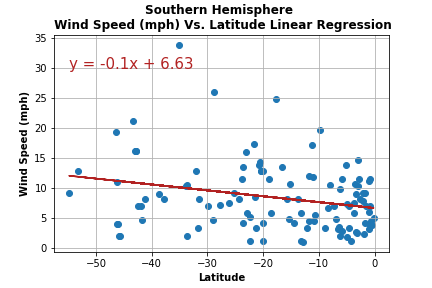 Southern Hemisphere
Wind Speed (mph) Vs. Latitude Linear Regression
y = -0.1x + 6.63
Wind Speed (mph)
35
30
25
20
15
10
5
0
−50
−40
−30
−20
−10
0
Latitude